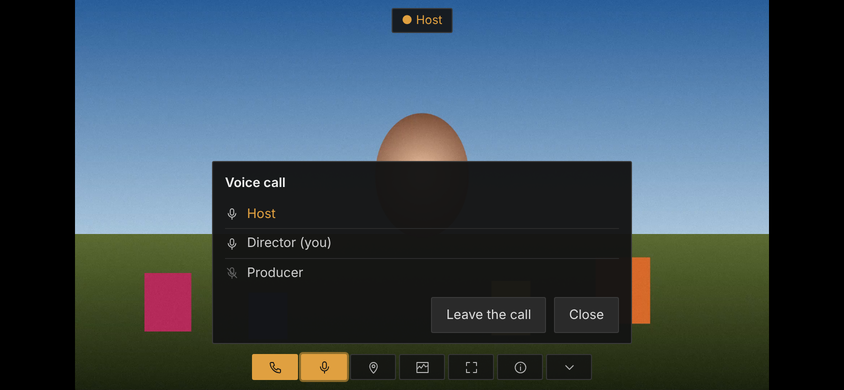 Host
Voice call
Host
Director (you)
Producer
Leave the call
Close